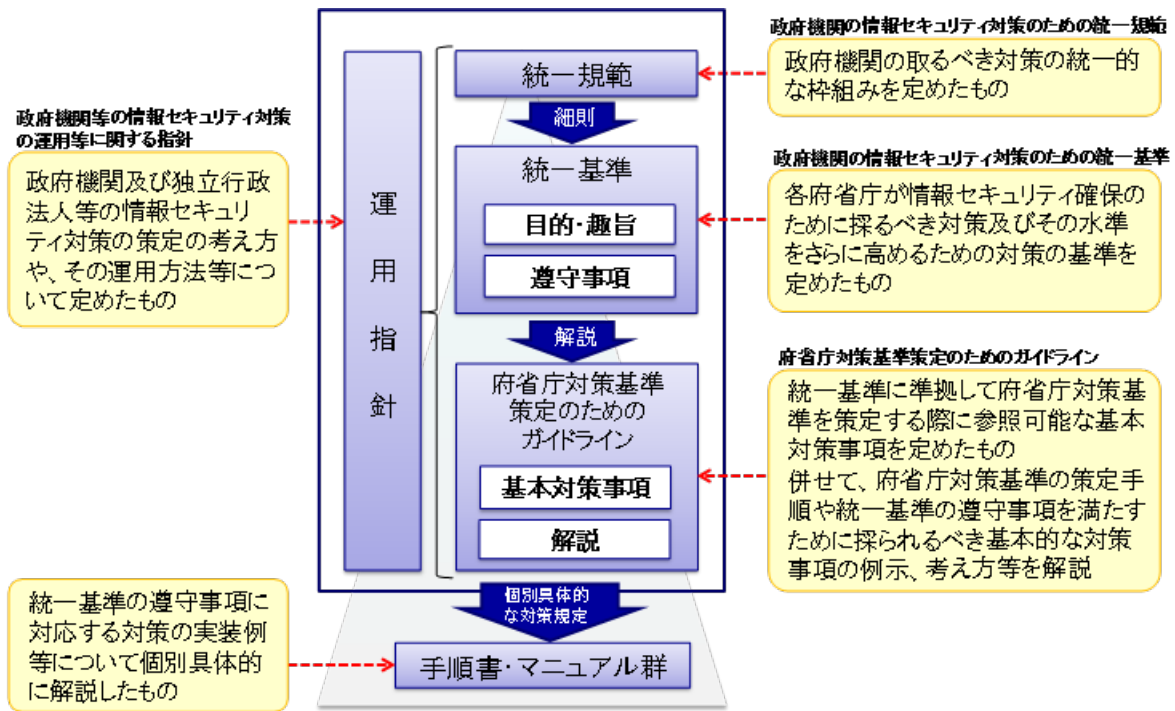 政府機関の情報セキュリティ対策のための統一規範
政府機関の取るべき対策の統一的
な枠組みを定めたもの
統一規範
細則
政府機関等の情報セキュリティ対策
の運用等に関する指針
政府機関及び独立行政
法人等の情報セキュリ
ティ対策の策定の考え方
や、その運用方法等につ
いて定めたもの
運
用
指
針
政府機関の情報セキュリティ対策のための統一基準
各府省庁が情報セキュリティ確保の
ために採るべき対策及びその水準
をさらに高めるための対策の基準を
定めたもの
統一基準
目的・趣旨
遵守事項
解説
府省庁対策基準
策定のための
ガイドライン
基本対策事項
解説
府省庁対策基準策定のためのガイドライン
統一基準に準拠して府省庁対策基
準を策定する際に参照可能な基本
対策事項を定めたもの
併せて、府省庁対策基準の策定手
順や統一基準の遵守事項を満たす
ために採られるべき基本的な対策
事項の例示、考え方等を解説
個別具体的
な対策規定
統一基準の遵守事項に
対応する対策の実装例
等について個別具体的
に解説したもの
手順書・マニュアル群